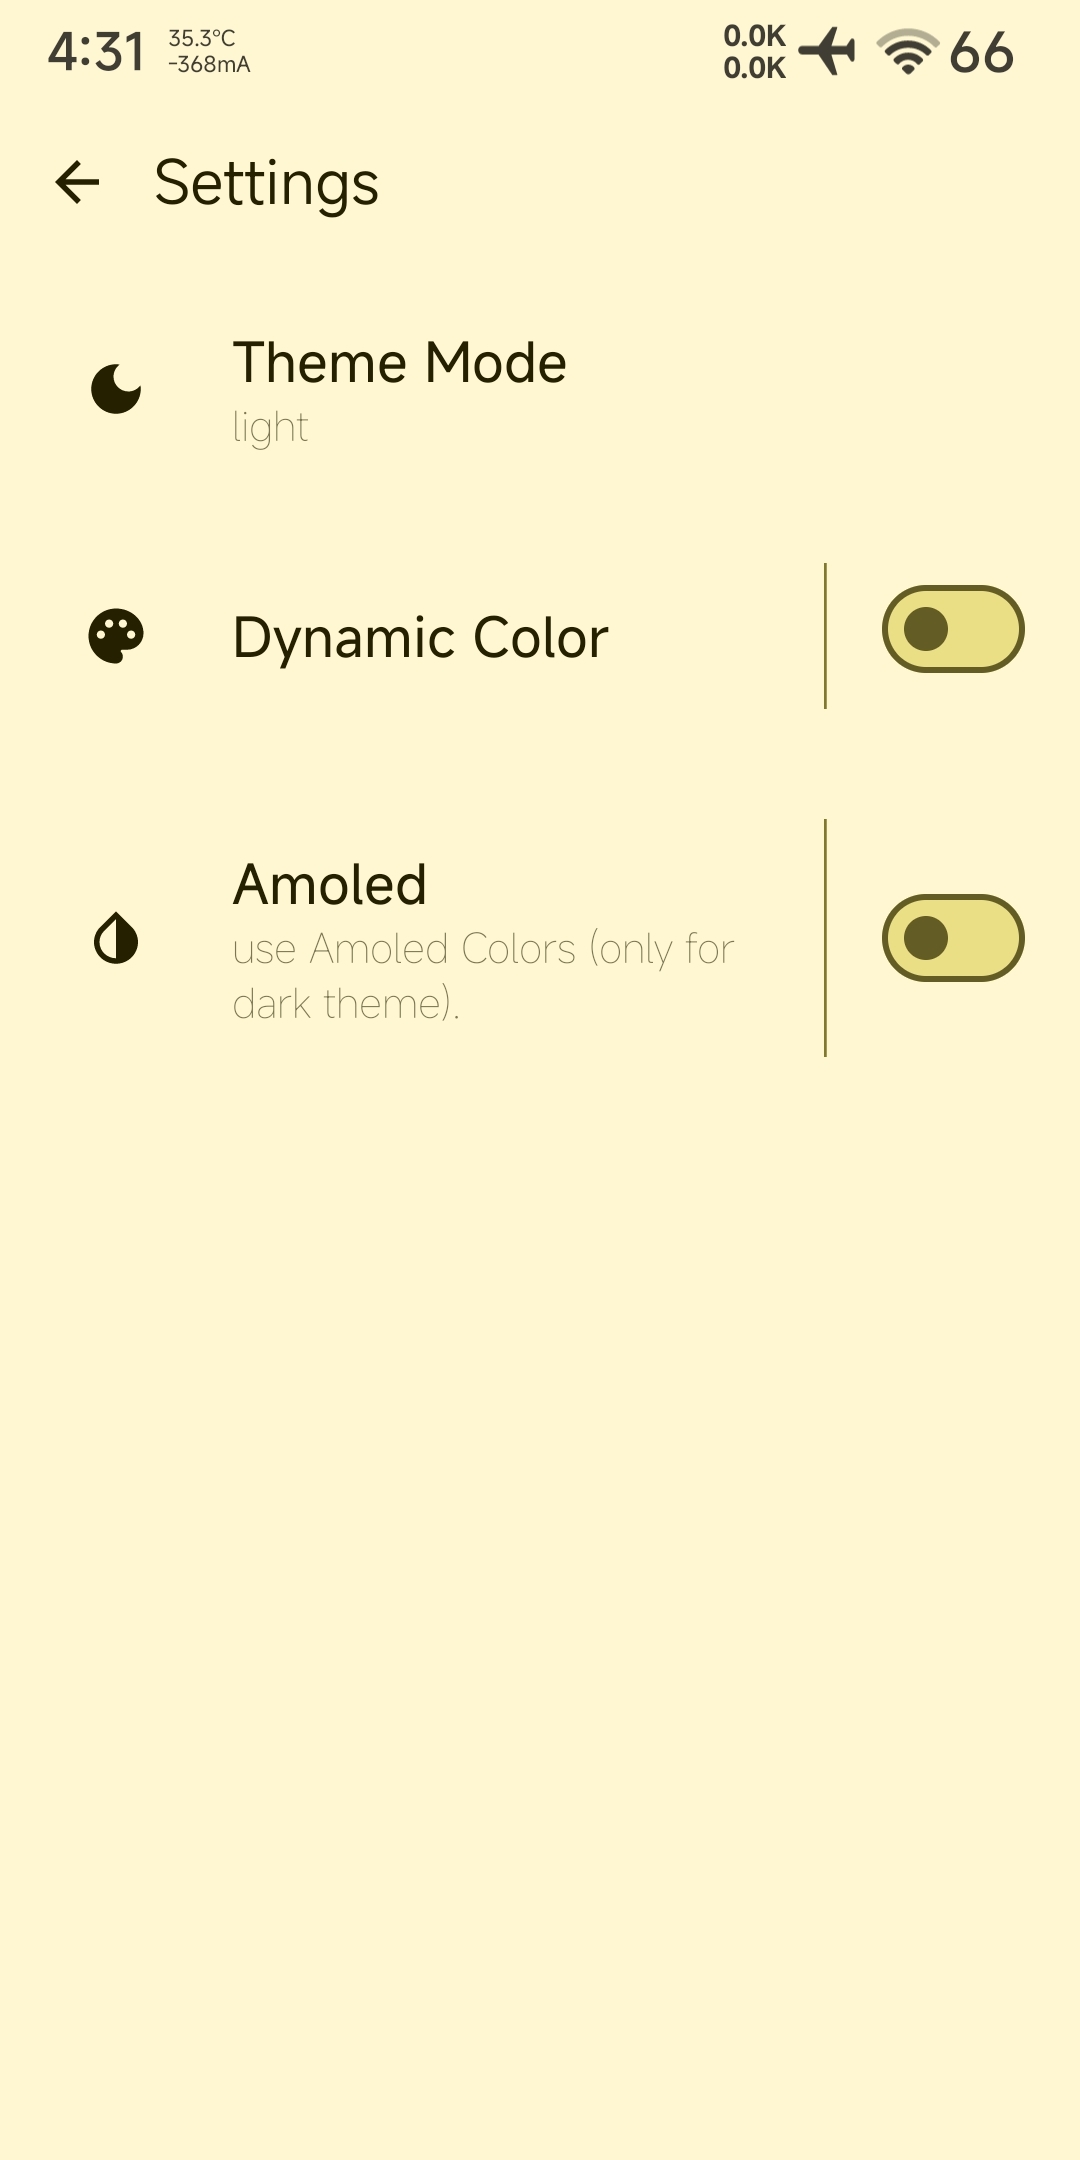 4:31
35.3°C
-368mA
0.0K
0.0K
66
Settings
Theme Mode
light
Dynamic Color
Amoled
use Amoled Colors (only for
dark theme).